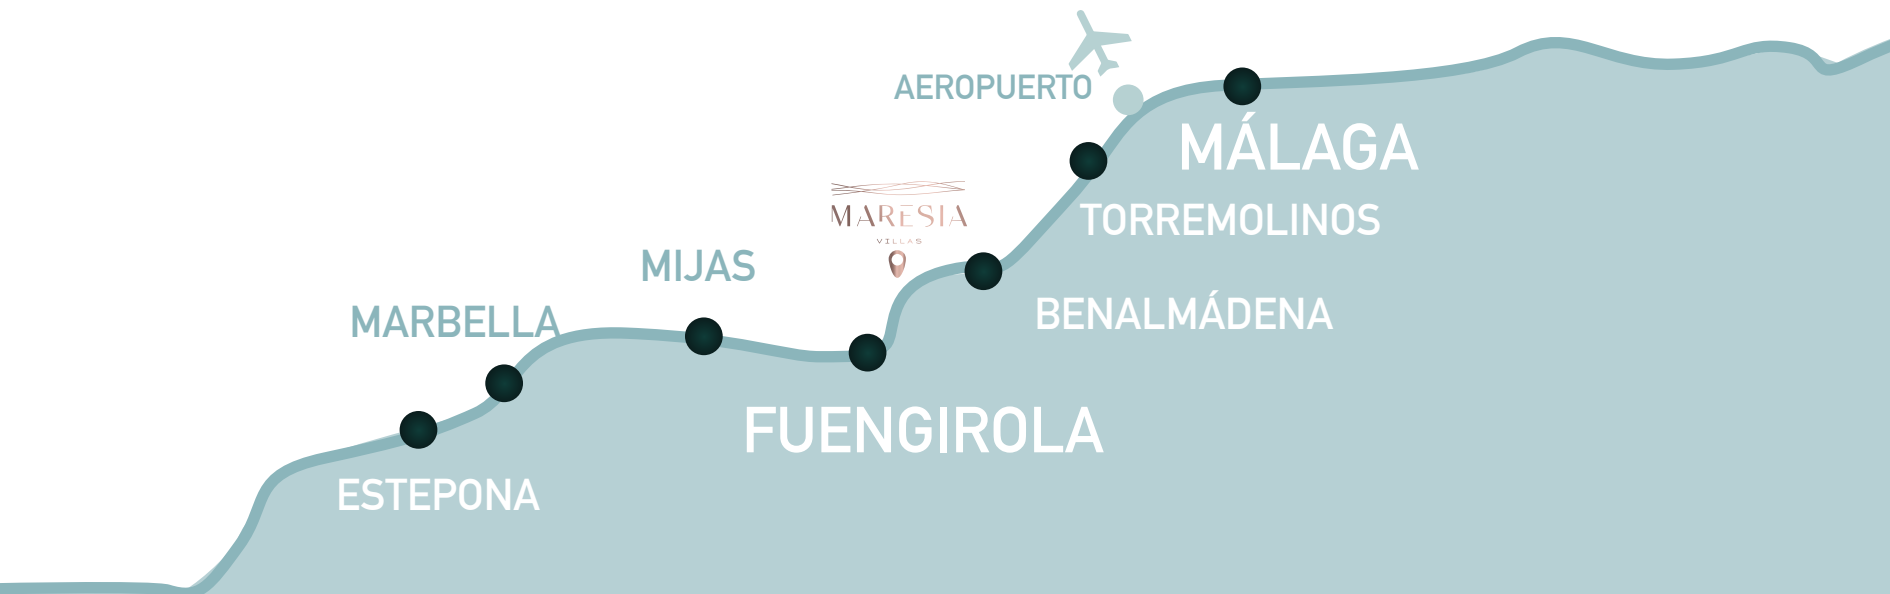 AEROPUERTO
MÁLAGA
MARESIA
VILLAS
TORREMOLINOS
MIJAS
BENALMÁDENA
MARBELLA
FUENGIROLA
ESTEPONA